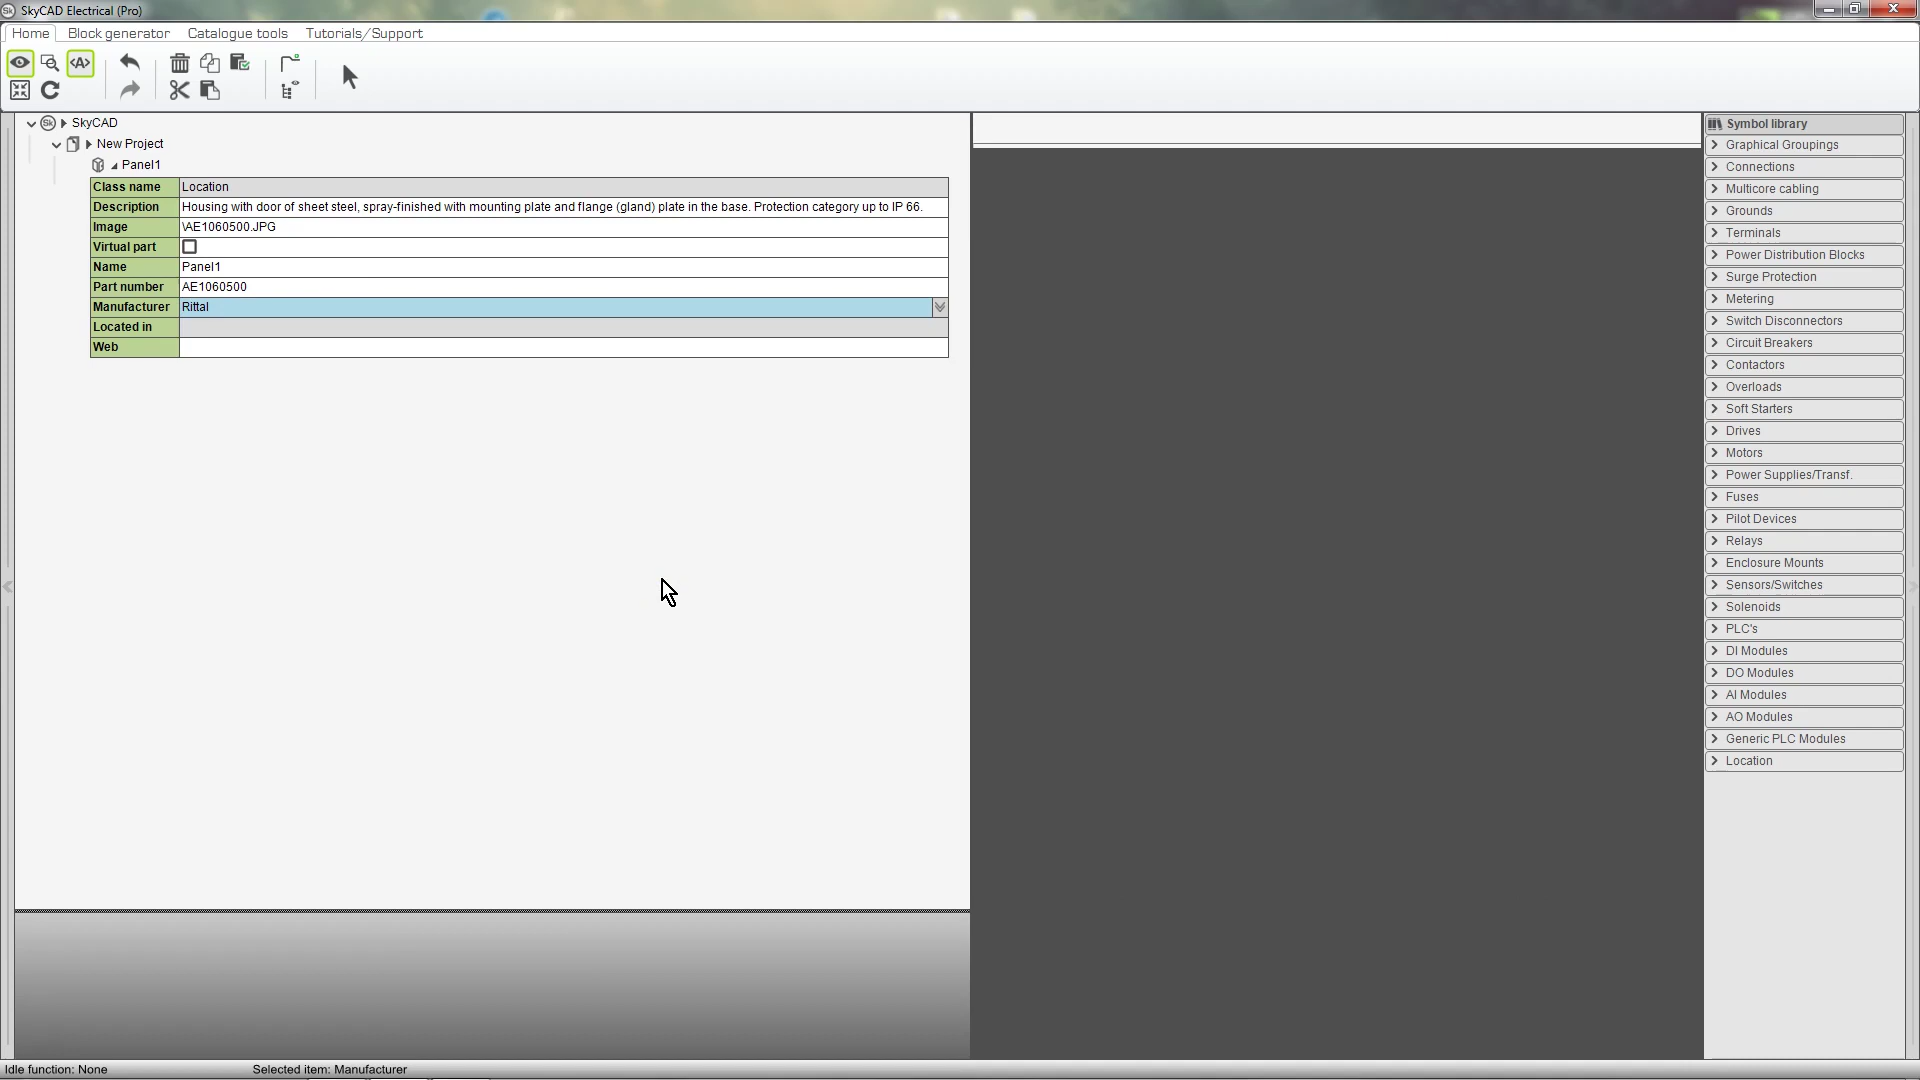 SkyCAD Electrical (Pro)
Home Block generator Catalogue tools Tutorials/Support
<A>
SkyCAD
New Project
Panel1
Class name Location
Description Housing with door of sheet steel, spray-finished with mounting plate and flange (gland) plate in the base. Protection category up to IP 66.
Image \AE1060500.JPG
Virtual part
Name Panel1
Part number AE1060500
Manufacturer Rittal
Located in
Web
Symbol library
Graphical Groupings
Connections
Multicore cabling
Grounds
Terminals
Power Distribution Blocks
Surge Protection
Metering
Switch Disconnectors
Circuit Breakers
Contactors
Overloads
Soft Starters
Drives
Motors
Power Supplies/Transf.
Fuses
Pilot Devices
Relays
Enclosure Mounts
Sensors/Switches
Solenoids
PLC's
DI Modules
DO Modules
AI Modules
AO Modules
Generic PLC Modules
Location
Idle function: None Selected item: Manufacturer